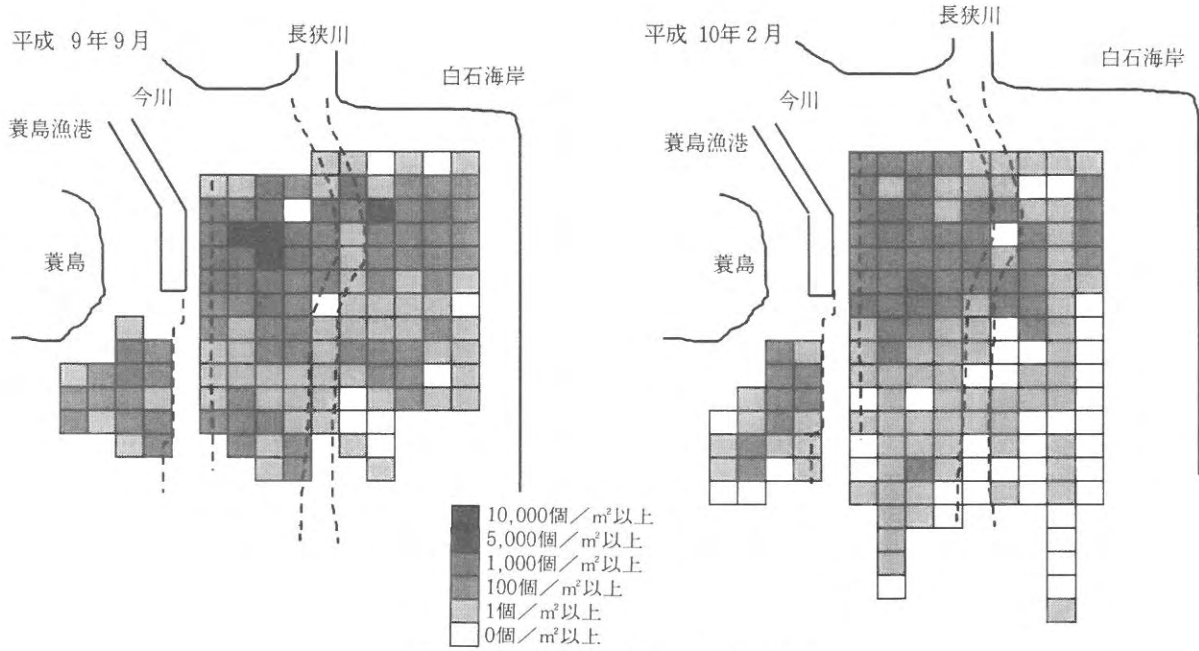 平成 9年9月
長狭川
白石海岸
今川
蓑島漁港
蓑島
平成 10年2月
長狭川
白石海岸
今川
蓑島漁港
蓑島
10,000個／㎡以上
5,000個／㎡以上
1,000個／㎡以上
100個／㎡以上
1個／㎡以上
0個／㎡以上